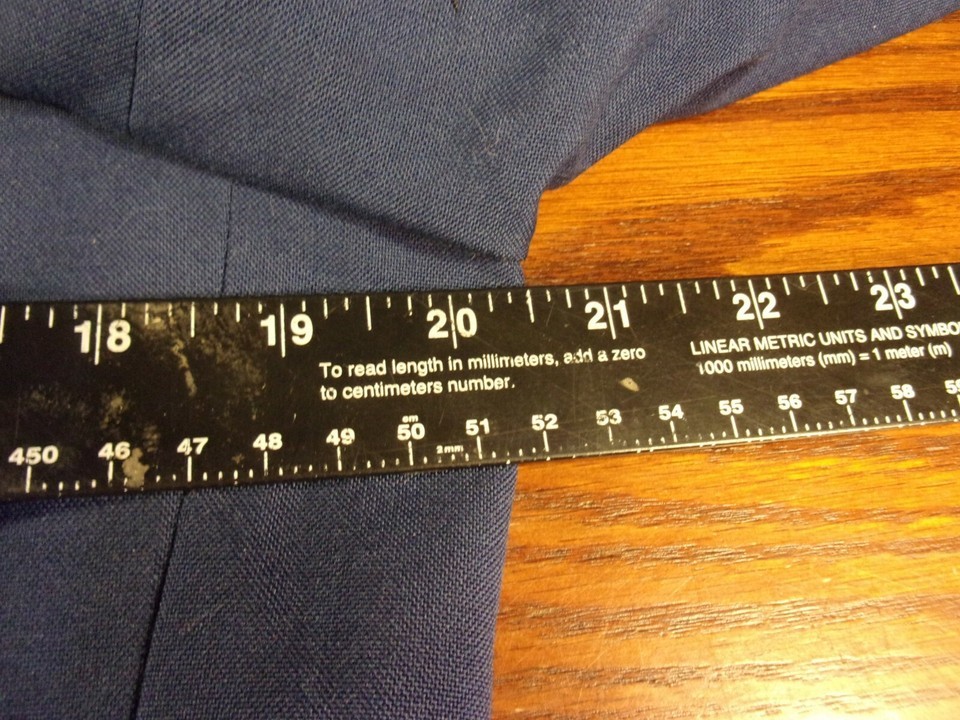 18 19 20 21 22 23
To read length in millimeters, add a zero
to centimeters number.
LINEAR METRIC UNITS AND SYMBO
1000 millimeters (mm) = 1 meter (m)
cm
450 46 47 48 49 50 51 52 53 54 55 56 57 58 59
2mm